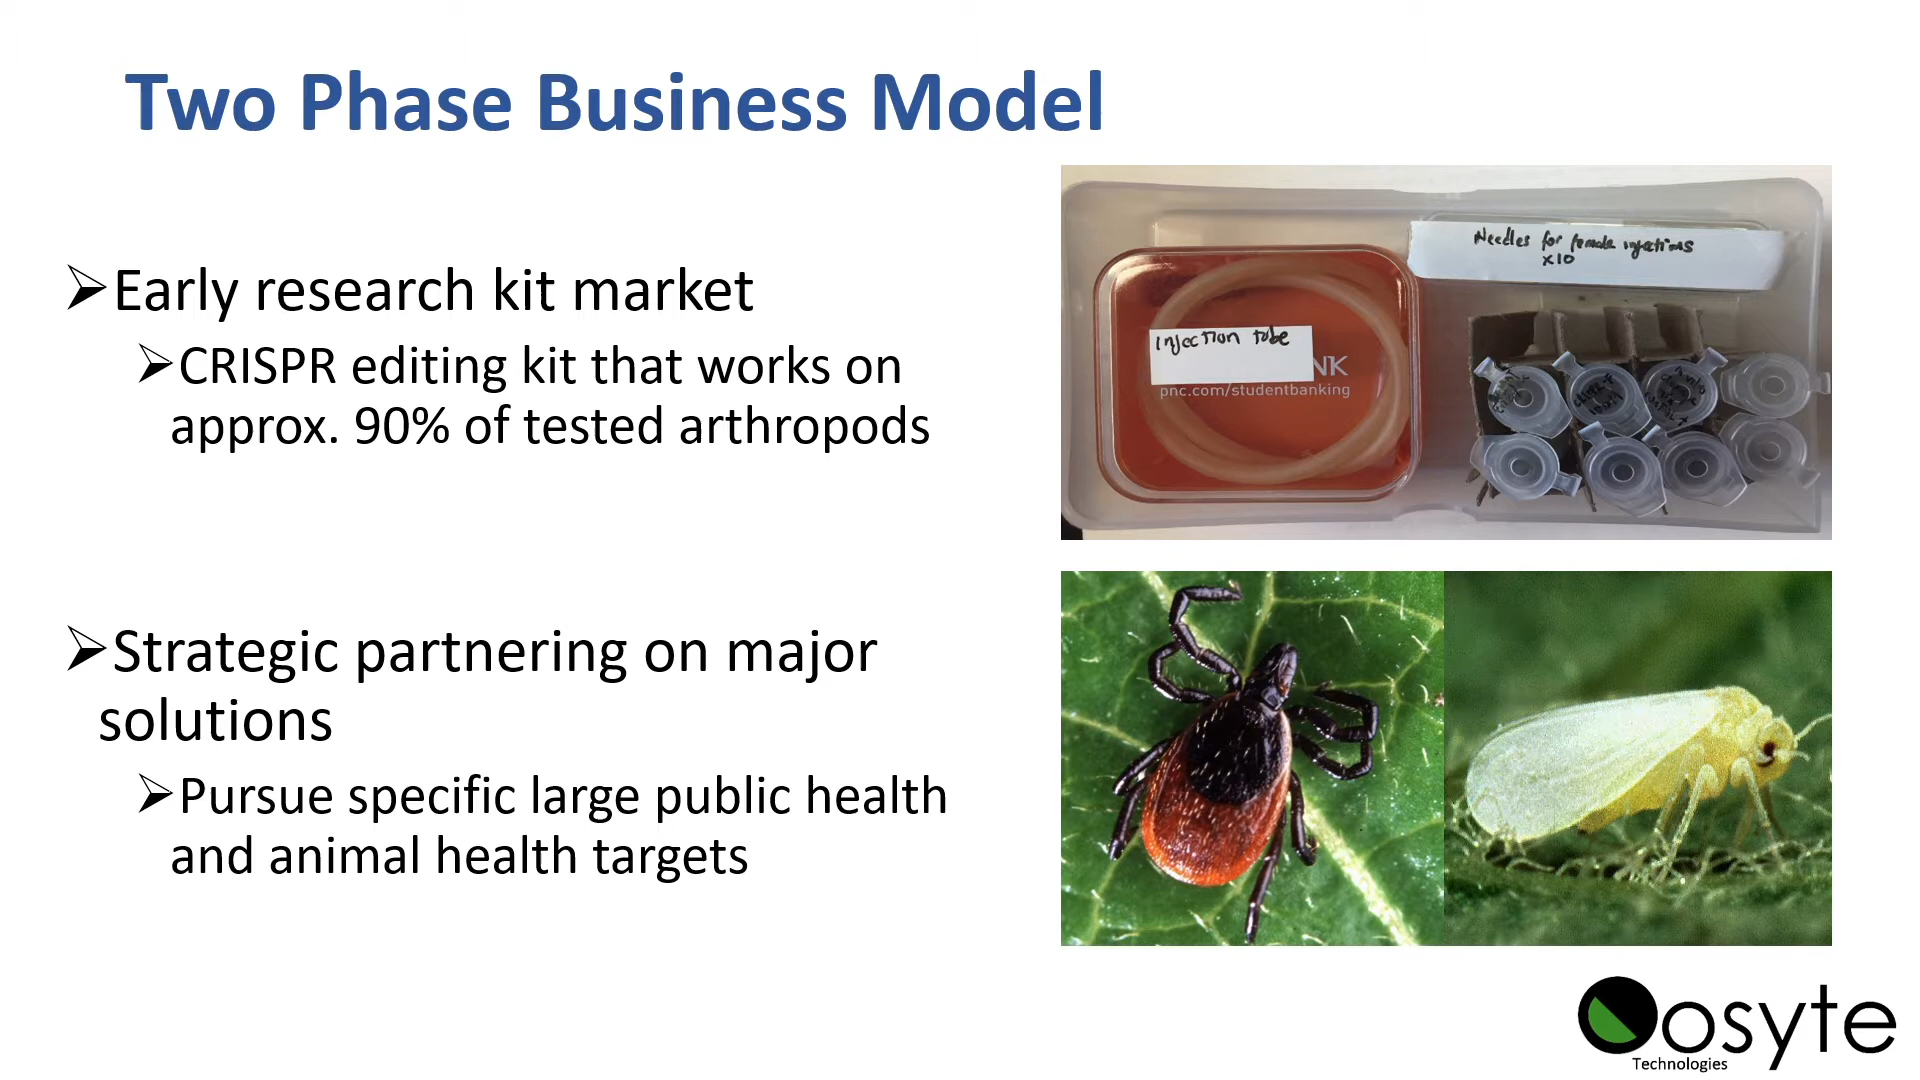 Two Phase Business Model
➢Early research kit market
➢CRISPR editing kit that works on
approx. 90% of tested arthropods
➢Strategic partnering on major
solutions
➢Pursue specific large public health
and animal health targets
Needles for female injections
x10
Injection tube
NK
pnc.com/studentbanking
Oosyte
Technologies